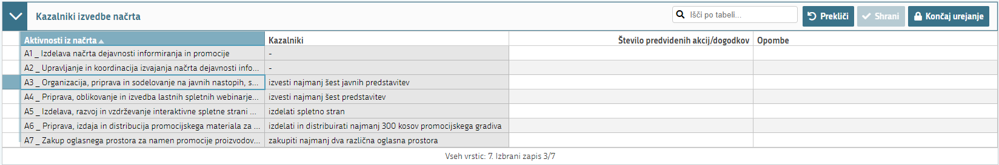 Kazalniki izvedbe načrta
Išči po tabeli...
Prekliči
Shrani
Končaj urejanje
Aktivnosti iz načrta Kazalniki Število predvidenih akcij/dogodkov Opombe
A1 _ Izdelava načrta dejavnosti informiranja in promocije -
A2 _ Upravljanje in koordinacija izvajanja načrta dejavnosti info... -
A3 _ Organizacija, priprava in sodelovanje na javnih nastopih, s... izvesti najmanj šest javnih predstavitev
A4 _ Priprava, oblikovanje in izvedba lastnih spletnih webinarje... izvesti najmanj šest predstavitev
A5 _ Izdelava, razvoj in vzdrževanje interaktivne spletne strani ... izdelati spletno stran
A6 _ Priprava, izdaja in distribucija promocijskega materiala za ... izdelati in distribuirati najmanj 300 kosov promocijskega gradiva
A7 _ Zakup oglasnega prostora za namen promocije proizvodov... zakupiti najmanj dva različna oglasna prostora
Vseh vrstic: 7. Izbrani zapis 3/7